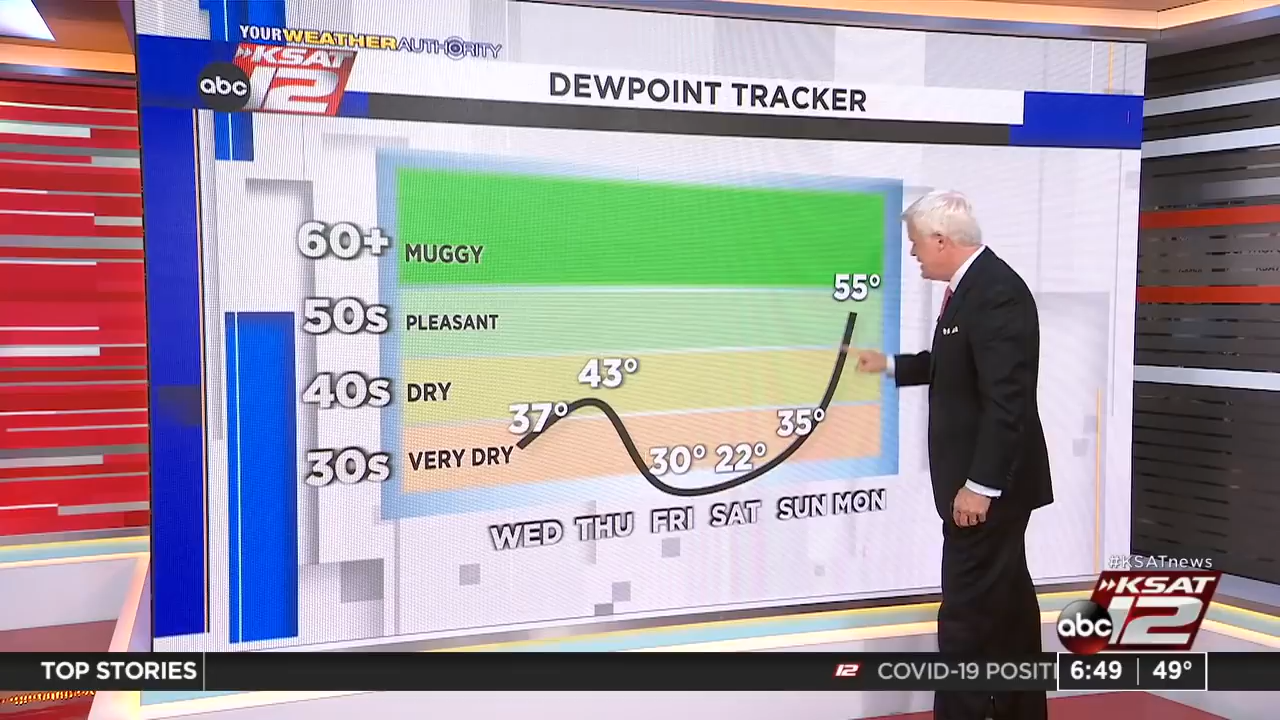 YOUR WEATHER AUTHORITY
KSAT
abc 12
DEWPOINT TRACKER
60+ MUGGY
50s PLEASANT
40s DRY
30s VERY DRY
37°
43°
30°
22°
35°
55°
WED THU FRI SAT SUN MON
#KSATnews
KSAT
abc 12
TOP STORIES
12 COVID-19 POSITI
6:49 49°